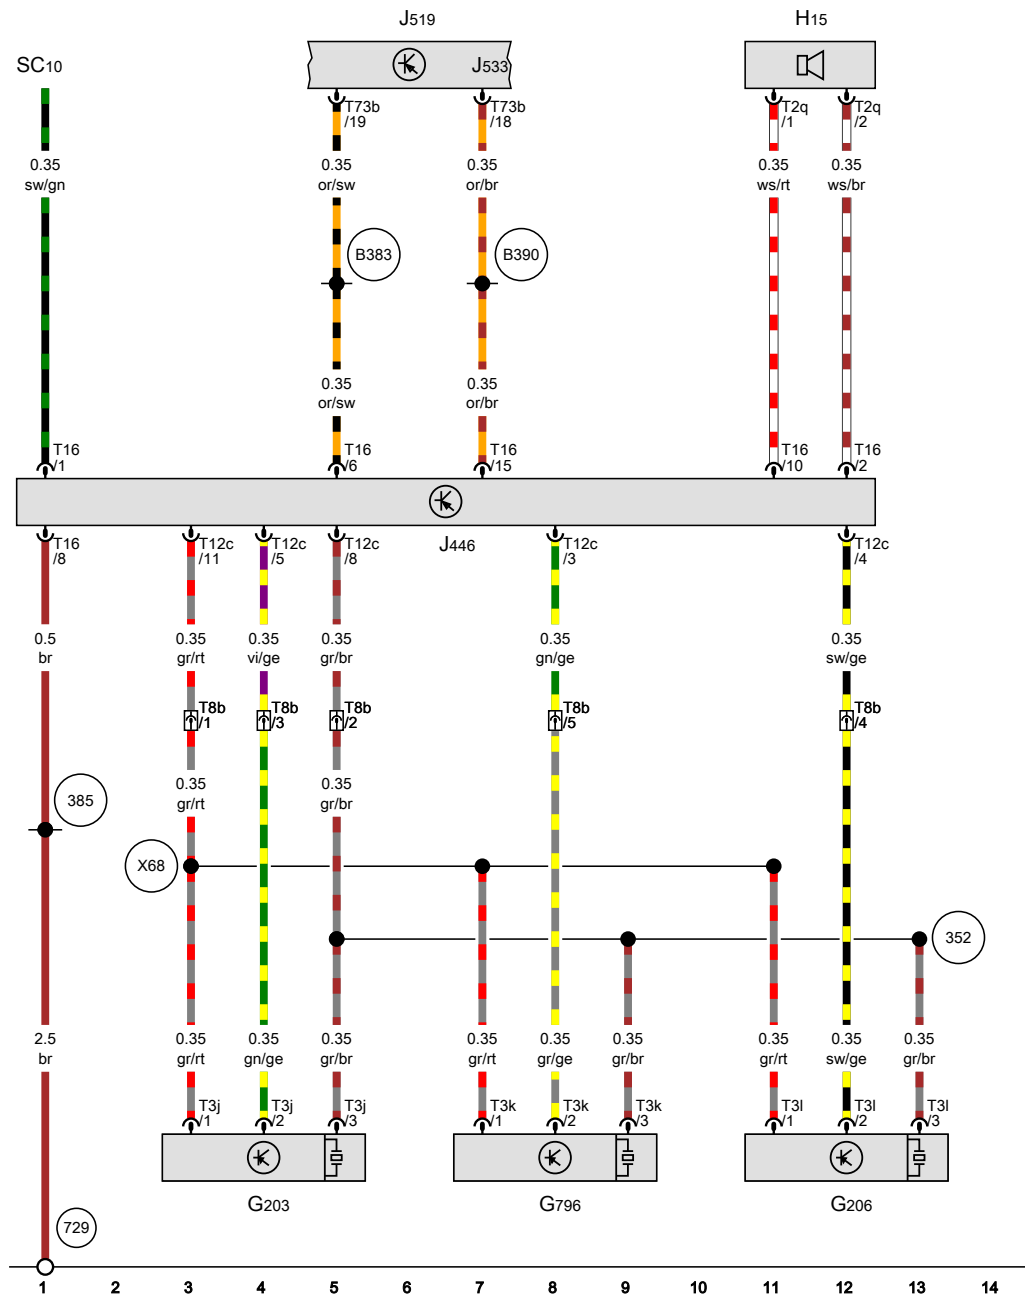 J519
H15
SC10
J533
T73b
/19
T73b
/18
T2q
/1
T2q
/2
0.35
sw/gn
0.35
or/sw
0.35
or/br
0.35
ws/rt
0.35
ws/br
B383
B390
0.35
or/sw
0.35
or/br
T16
/1
T16
/6
T16
/15
T16
/10
T16
/2
J446
T16
/8
T12c
/11
T12c
/5
T12c
/8
T12c
/3
T12c
/4
0.5
br
0.35
gr/rt
0.35
vi/ge
0.35
gr/br
0.35
gn/ge
0.35
sw/ge
T8b
/1
T8b
/3
T8b
/2
T8b
/5
T8b
/4
385
0.35
gr/rt
0.35
gr/br
X68
352
2.5
br
0.35
gr/rt
0.35
gn/ge
0.35
gr/br
0.35
gr/rt
0.35
gr/ge
0.35
gr/br
0.35
gr/rt
0.35
sw/ge
0.35
gr/br
T3j
/1
T3j
/2
T3j
/3
T3k
/1
T3k
/2
T3k
/3
T3l
/1
T3l
/2
T3l
/3
G203
G796
G206
729
1 2 3 4 5 6 7 8 9 10 11 12 13 14